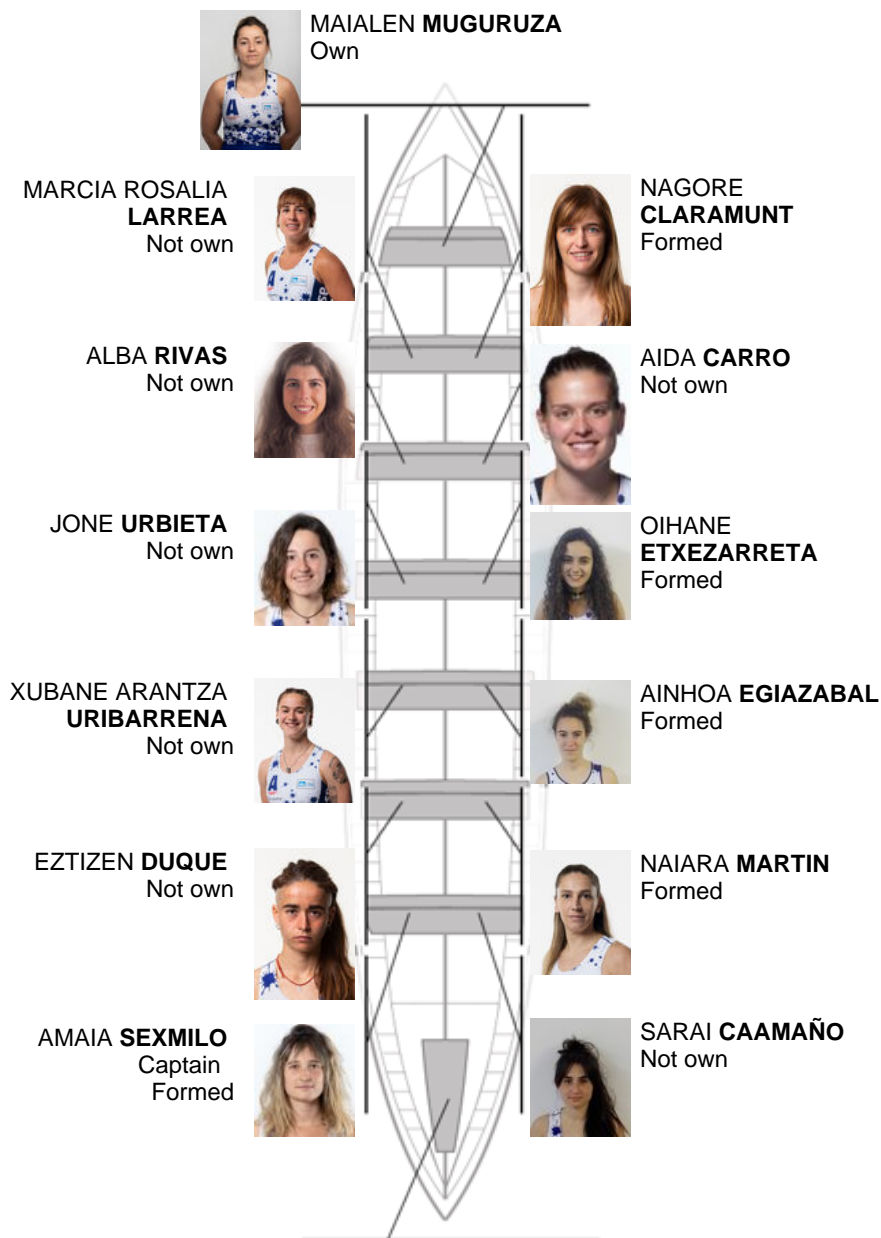 MAIALEN MUGURUZA
Own
MARCIA ROSALIA
LARREA
Not own
NAGORE
CLARAMUNT
Formed
ALBA RIVAS
Not own
AIDA CARRO
Not own
JONE URBIETA
Not own
OIHANE
ETXEZARRETA
Formed
XUBANE ARANTZA
URIBARRENA
Not own
AINHOA EGIAZABAL
Formed
EZTIZEN DUQUE
Not own
NAIARA MARTIN
Formed
AMAIA SEXMILO
Captain
Formed
SARAI CAAMAÑO
Not own